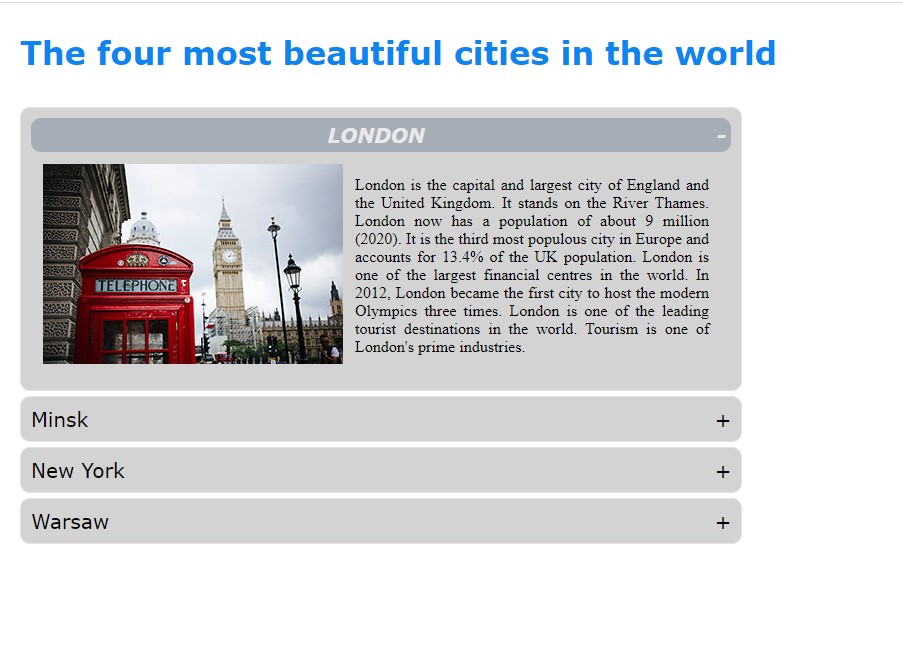 The four most beautiful cities in the world
LONDON -
TELEPHONE
London is the capital and largest city of England and
the United Kingdom. It stands on the River Thames.
London now has a population of about 9 million
(2020). It is the third most populous city in Europe and
accounts for 13.4% of the UK population. London is
one of the largest financial centres in the world. In
2012, London became the first city to host the modern
Olympics three times. London is one of the leading
tourist destinations in the world. Tourism is one of
London's prime industries.
Minsk +
New York +
Warsaw +